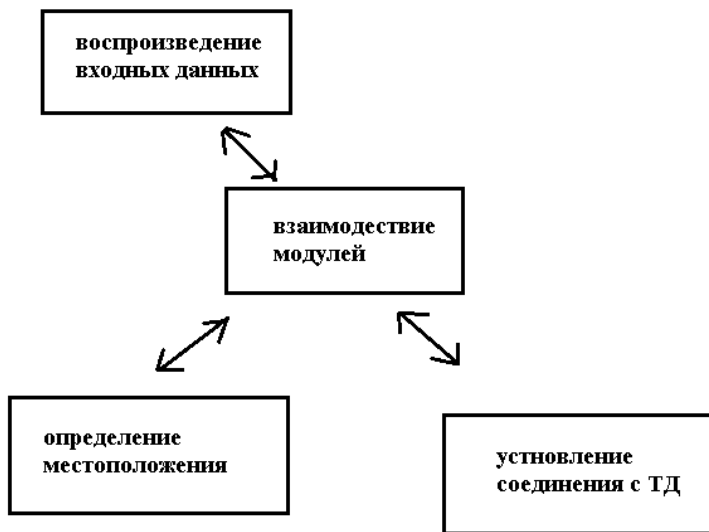 воспроизведение
входных данных
взаимодествие
модулей
определение
местоположения
устновление
соединения с ТД